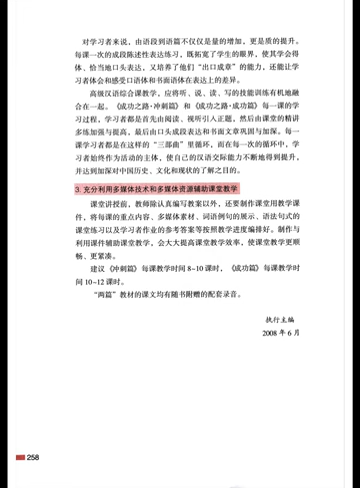 对学习者来说，由语段到语篇不仅仅是量的增加，更是质的提升。
每课一次的成段陈述性表达练习，既拓宽了学习者的眼界，使其学会得
体、恰当地口头表达，又培养了他们“出口成章”的能力，还能让学
习者体会和感受口语体和书面语体在表达上的差异。
高级汉语综合课教学，应将听、说、读、写的技能训练有机地融
合在一起。《成功之路·冲刺篇》和《成功之路·成功篇》每一课的学
习过程，学习者都是首先由阅读、视听引入正题，然后由课堂的精讲
多练加强与提高，最后由口头成段表达和书面文章巩固与加深。每一
课学习者都是在这样的“三部曲”里循环，而在每一次的循环中，学
习者始终作为活动的主体，使自己的汉语交际能力不断地得到提升，
并达到加深对中国历史、文化和现状的了解之目的。
3. 充分利用多媒体技术和多媒体资源辅助课堂教学
课堂讲授前，教师除认真编写教案以外，还要制作课堂用教学课
件，将每课的重点内容、多媒体素材、词语例句的展示、语法句式的
课堂练习以及学习者作业的参考答案等按照教学进度编排好。制作与
利用课件辅助课堂教学，会大大提高课堂教学效率，使课堂教学更顺
畅、更紧凑。
建议《冲刺篇》每课教学时间 8~10 课时，《成功篇》每课教学时
间 10~12 课时。
“两篇”教材的课文均有随书附赠的配套录音。
执行主编
2008 年 6 月
258